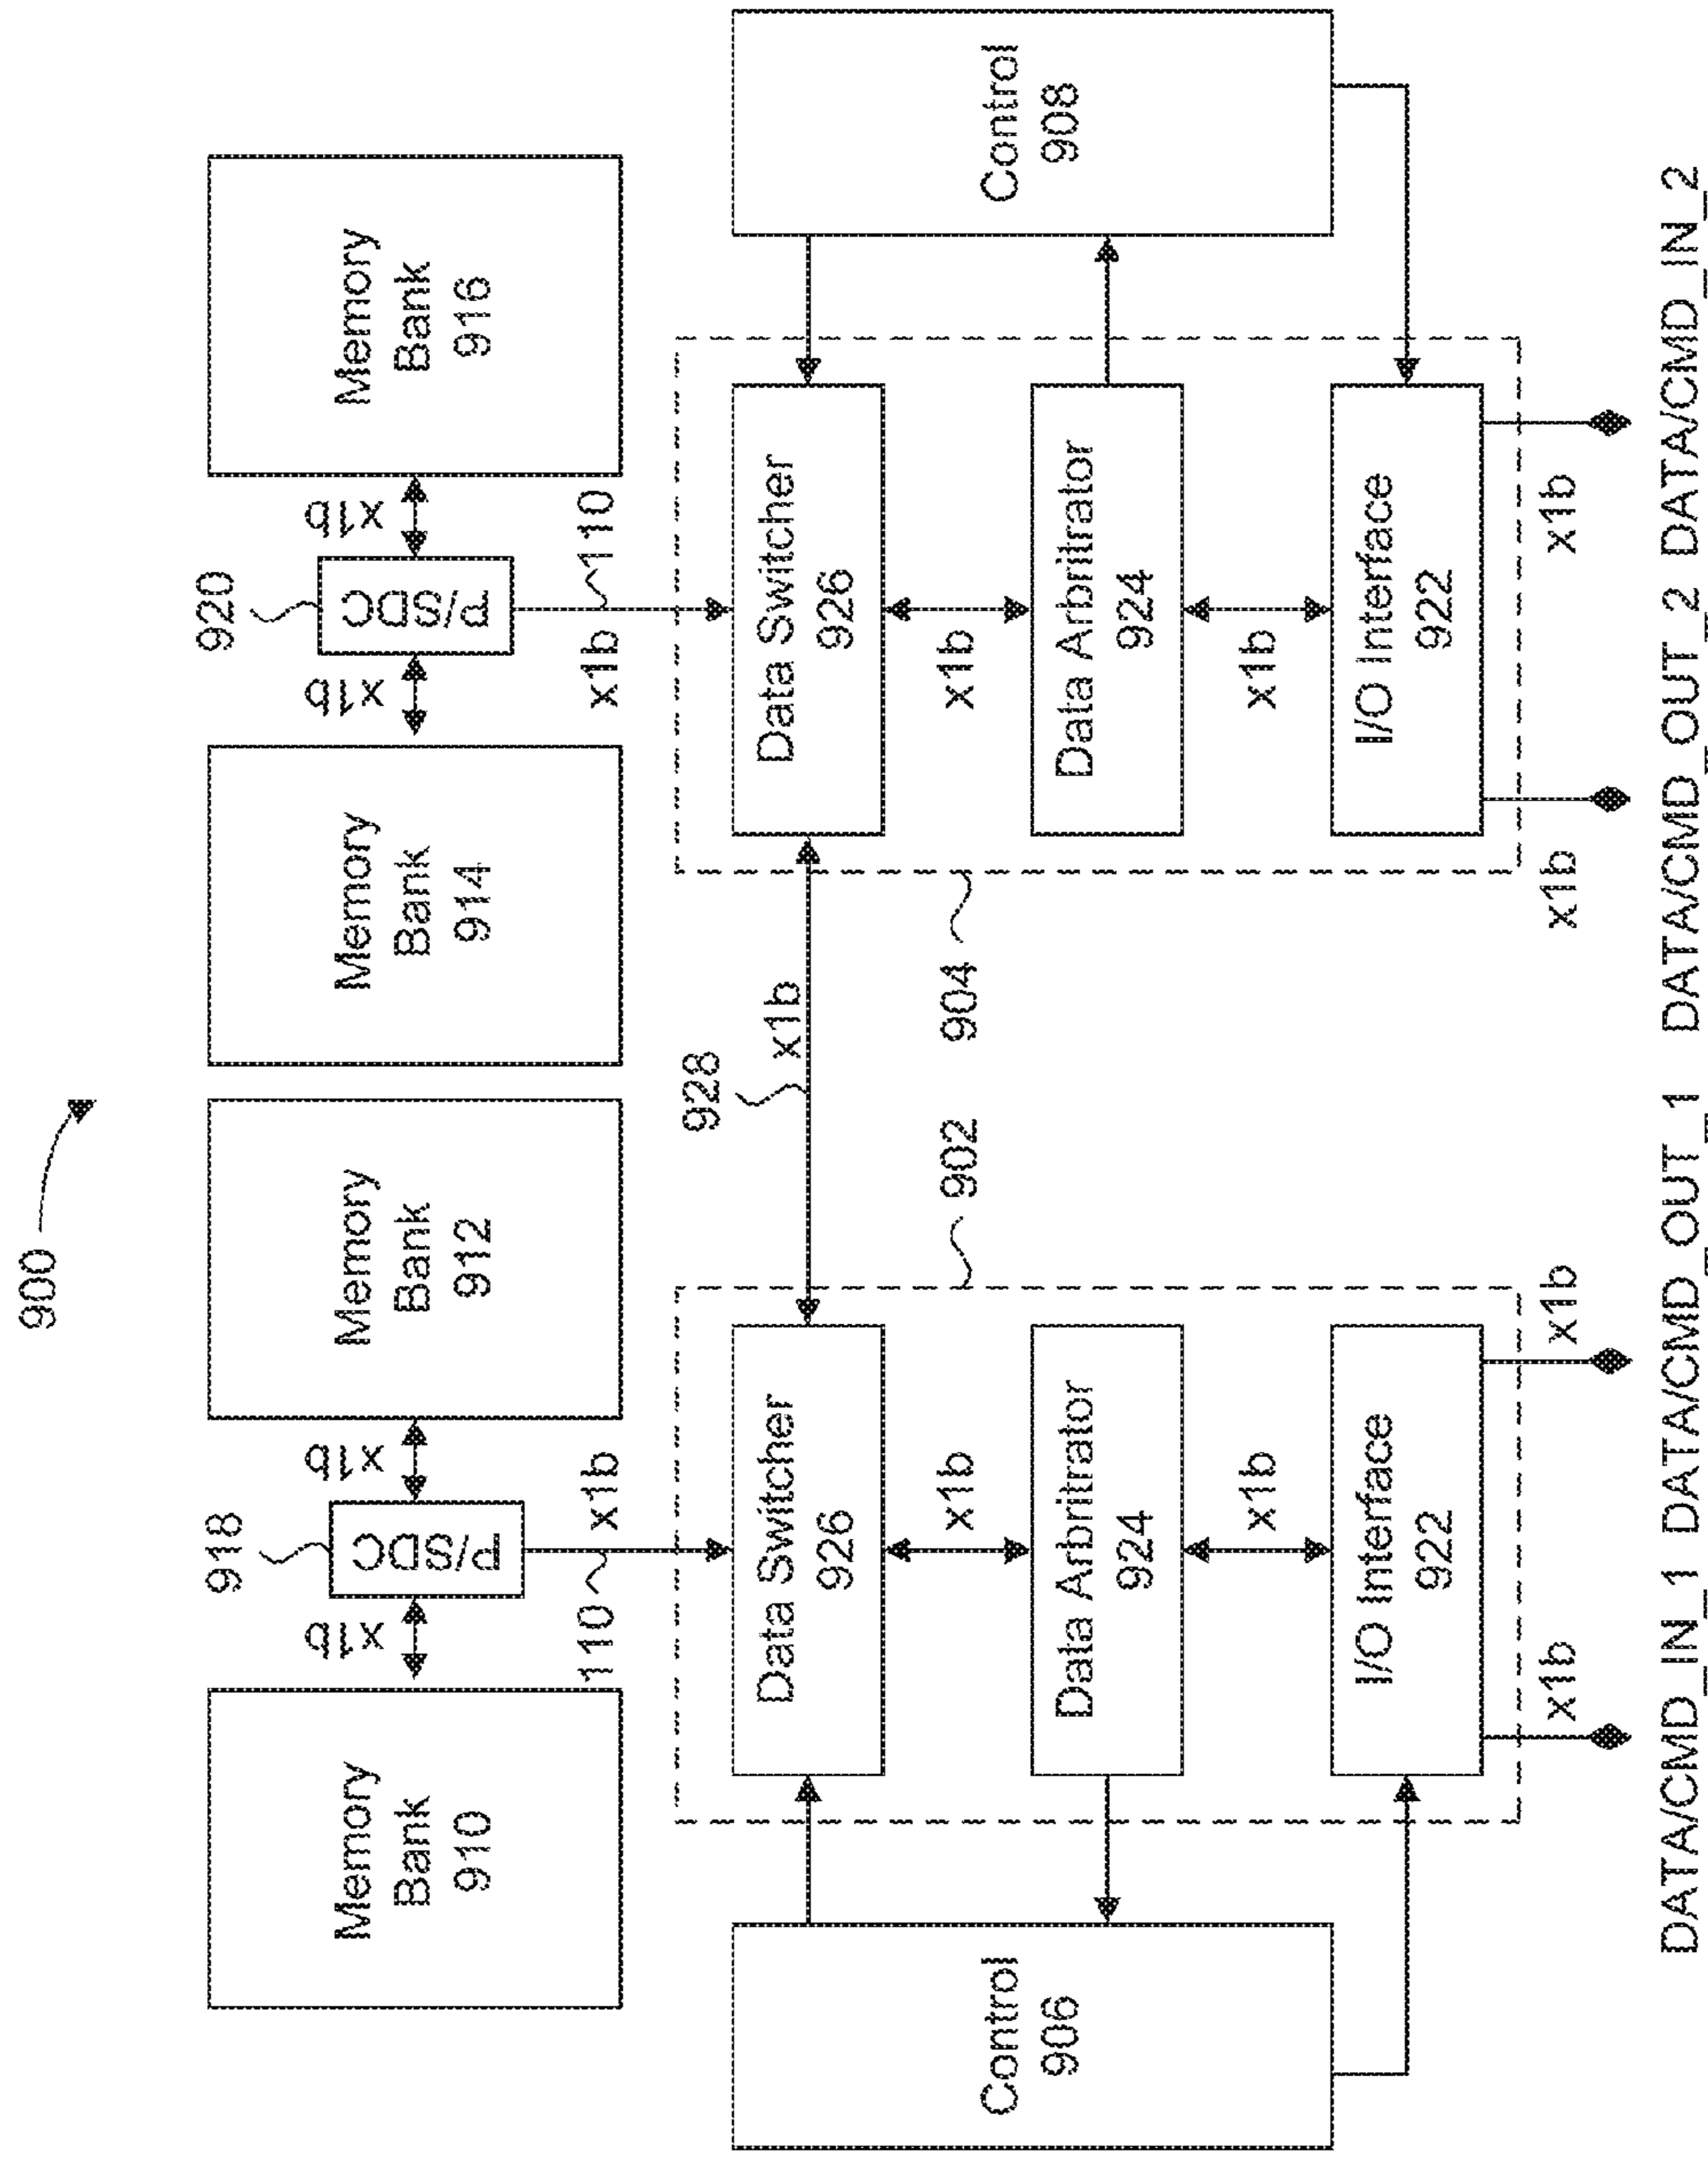 900
Memory
Bank
910
x1b
918
P/SDC
x1b
Memory
Bank
912
Memory
Bank
914
x1b
920
P/SDC
x1b
Memory
Bank
916
110
x1b
928
x1b
x1b
110
Control
906
Data Switcher
926
x1b
Data Arbritrator
924
x1b
I/O Interface
922
902
904
Data Switcher
926
x1b
Data Arbritrator
924
x1b
I/O Interface
922
Control
908
x1b
x1b
x1b
x1b
DATA/CMD_IN_1 DATA/CMD_OUT_1 DATA/CMD_OUT_2 DATA/CMD_IN_2